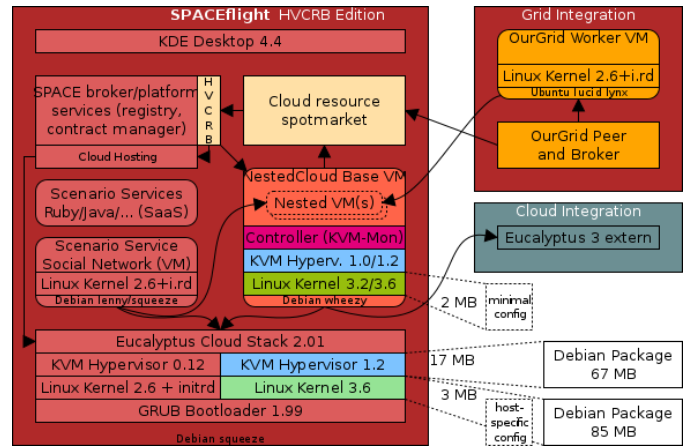 SPACEflight HVCRB Edition
KDE Desktop 4.4
SPACE broker/platform
services (registry,
contract manager)
H
V
C
R
B
Cloud Hosting
Cloud resource
spotmarket
Scenario Services
Ruby/Java/... (SaaS)
Scenario Service
Social Network (VM)
Linux Kernel 2.6+i.rd
Debian lenny/squeeze
NestedCloud Base VM
Nested VM(s)
Controller (KVM-Mon)
KVM Hyperv. 1.0/1.2
Linux Kernel 3.2/3.6
Debian wheezy
Eucalyptus Cloud Stack 2.01
KVM Hypervisor 0.12
KVM Hypervisor 1.2
Linux Kernel 2.6 + initrd
Linux Kernel 3.6
GRUB Bootloader 1.99
Debian squeeze
Grid Integration
OurGrid Worker VM
Linux Kernel 2.6+i.rd
Ubuntu lucid lynx
OurGrid Peer
and Broker
Cloud Integration
Eucalyptus 3 extern
2 MB
minimal
config
17 MB
Debian Package
67 MB
3 MB
host-
specific
config
Debian Package
85 MB